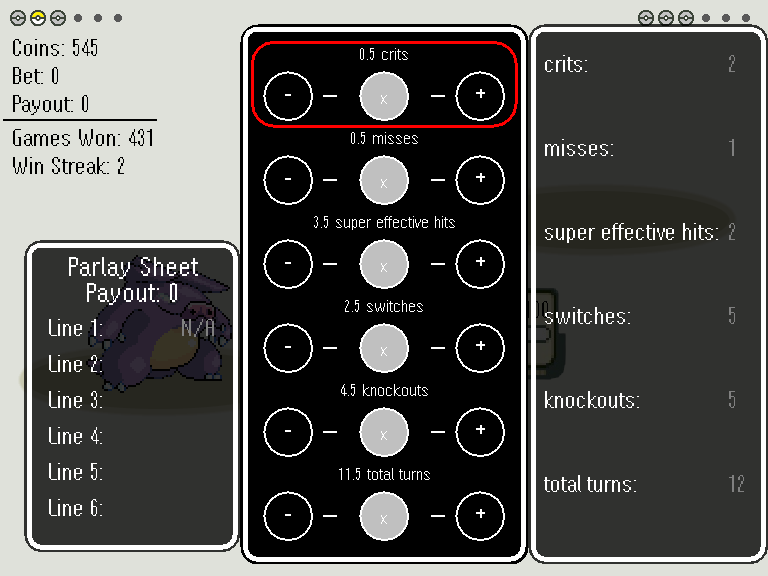 Coins: 545
Bet: 0
Payout: 0
Games Won: 431
Win Streak: 2
Parlay Sheet
Payout: 0
Line 1: N/A
Line 2:
Line 3:
Line 4:
Line 5:
Line 6:
0.5 crits
- x +
0.5 misses
- x +
3.5 super effective hits
- x +
2.5 switches
- x +
4.5 knockouts
- x +
11.5 total turns
- x +
crits: 2
misses: 1
super effective hits: 2
switches: 5
knockouts: 5
total turns: 12